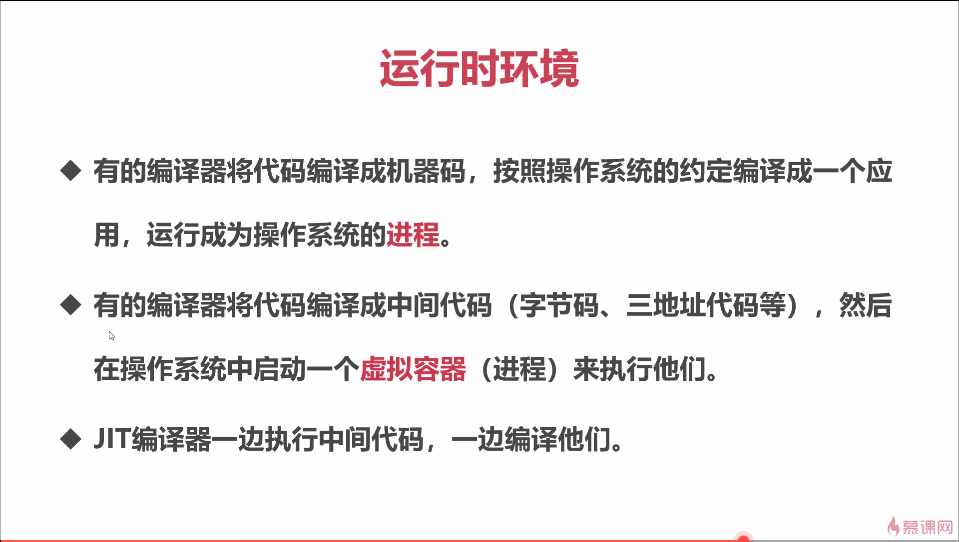 运行时环境
◆ 有的编译器将代码编译成机器码，按照操作系统的约定编译成一个应
用，运行成为操作系统的进程。
◆ 有的编译器将代码编译成中间代码（字节码、三地址代码等），然后
在操作系统中启动一个虚拟容器（进程）来执行他们。
◆ JIT编译器一边执行中间代码，一边编译他们。
慕课网